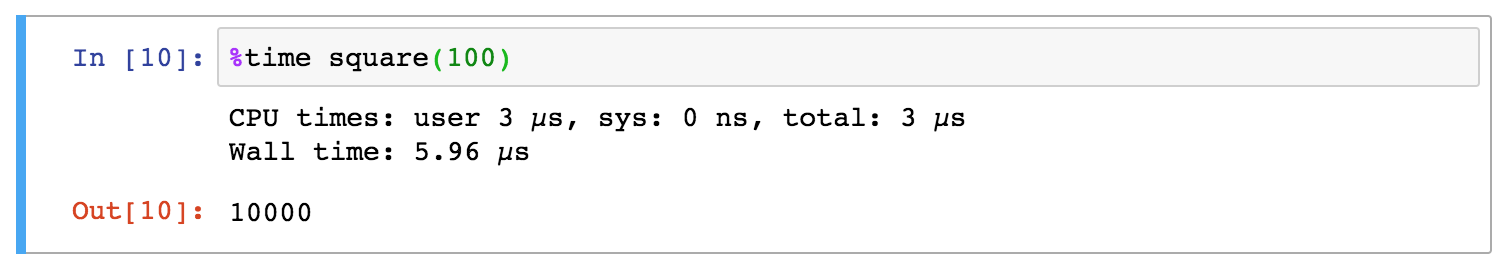 In [10]: %time square(100)
CPU times: user 3 µs, sys: 0 ns, total: 3 µs
Wall time: 5.96 µs
Out[10]: 10000